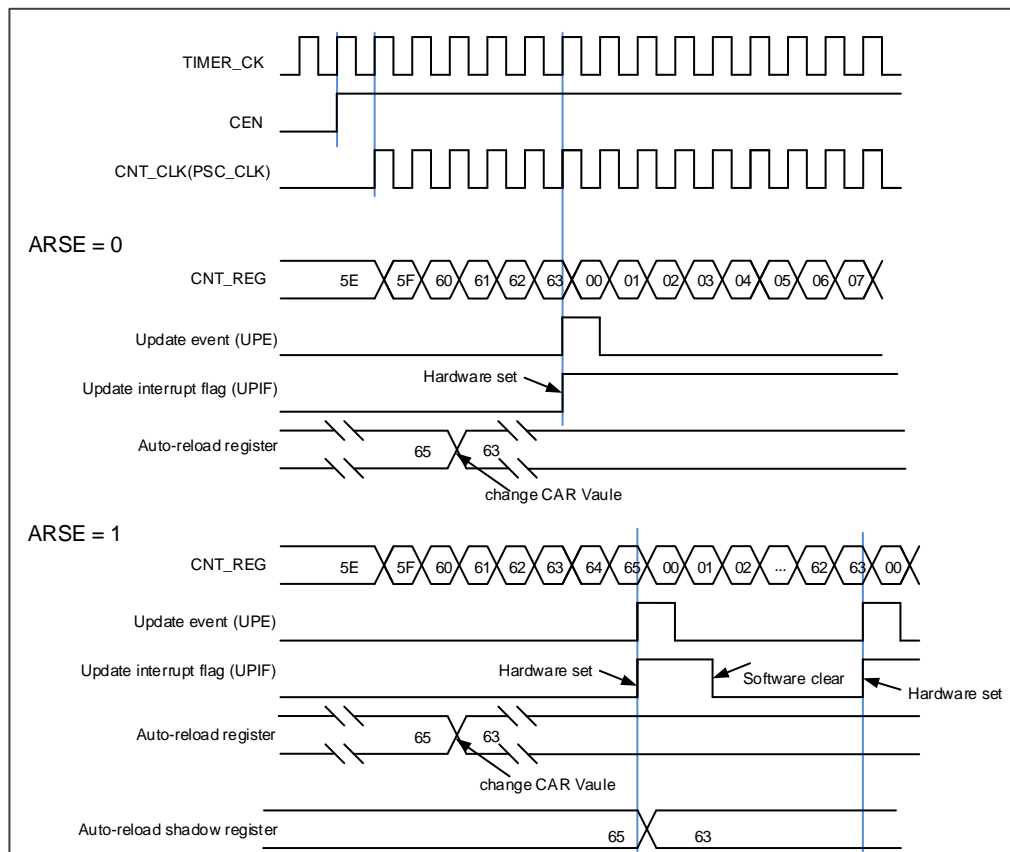 TIMER_CK
CEN
CNT_CLK(PSC_CLK)
ARSE = 0
CNT_REG 5E 5F 60 61 62 63 00 01 02 03 04 05 06 07
Update event (UPE)
Hardware set
Update interrupt flag (UPIF)
Auto-reload register 65 63
change CAR Vaule
ARSE = 1
CNT_REG 5E 5F 60 61 62 63 64 65 00 01 02 ... 62 63 00
Update event (UPE)
Update interrupt flag (UPIF) Hardware set Software clear
Hardware set
Auto-reload register 65 63
change CAR Vaule
Auto-reload shadow register 65 63